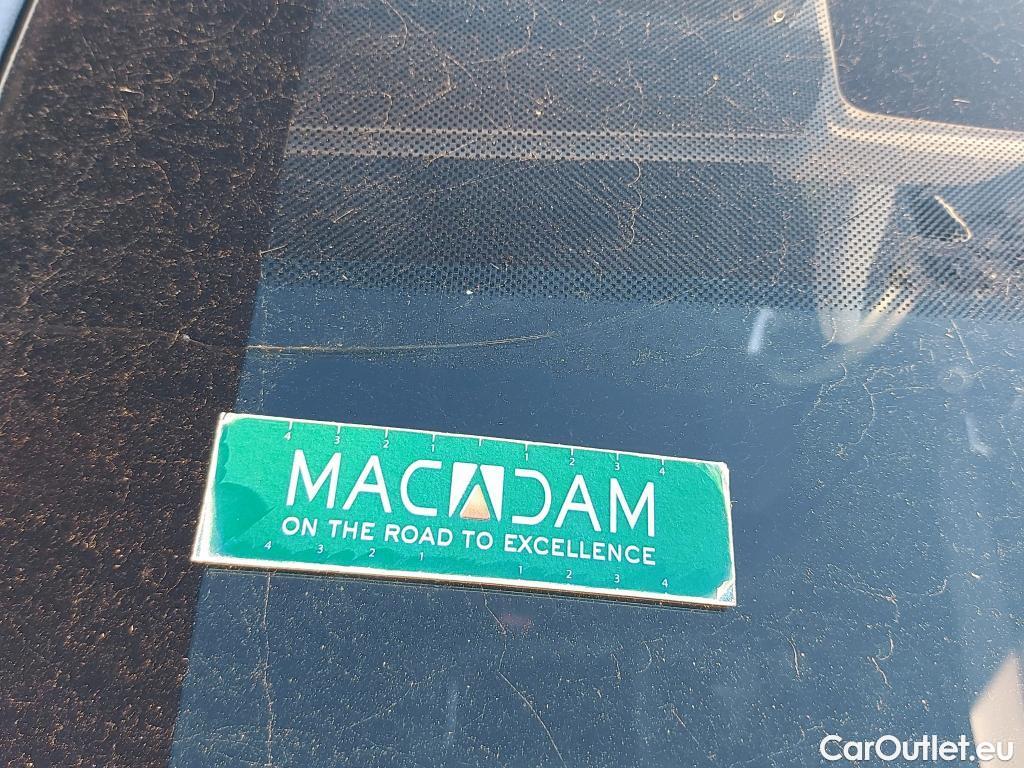 4 3 2 1 1 2 3 4
MACADAM
ON THE ROAD TO EXCELLENCE
4 3 2 1 1 2 3 4
CarOutlet.eu